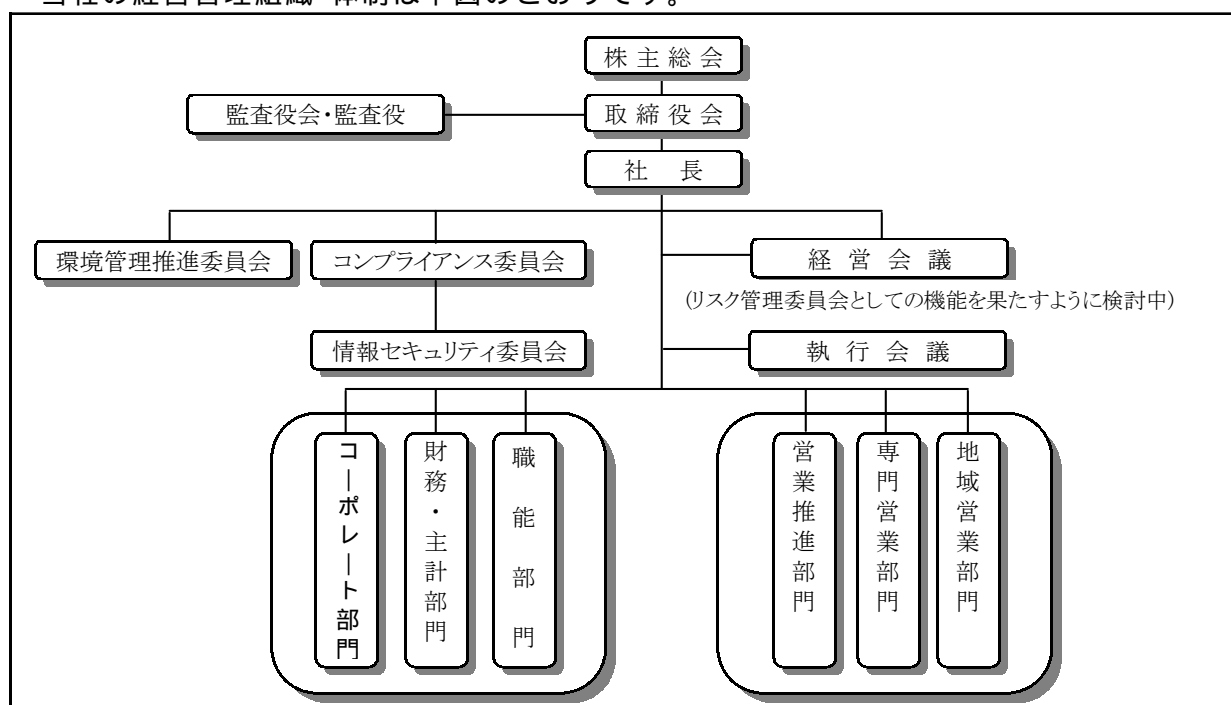 当社の経営管理組織・体制は下図のとおりです。
株 主 総 会
監査役会・監査役
取 締 役 会
社 長
環境管理推進委員会
コンプライアンス委員会
経 営 会 議
(リスク管理委員会としての機能を果たすように検討中)
情報セキュリティ委員会
執 行 会 議
コーポレート部門
財務・主計部門
職能部門
営業推進部門
専門営業部門
地域営業部門